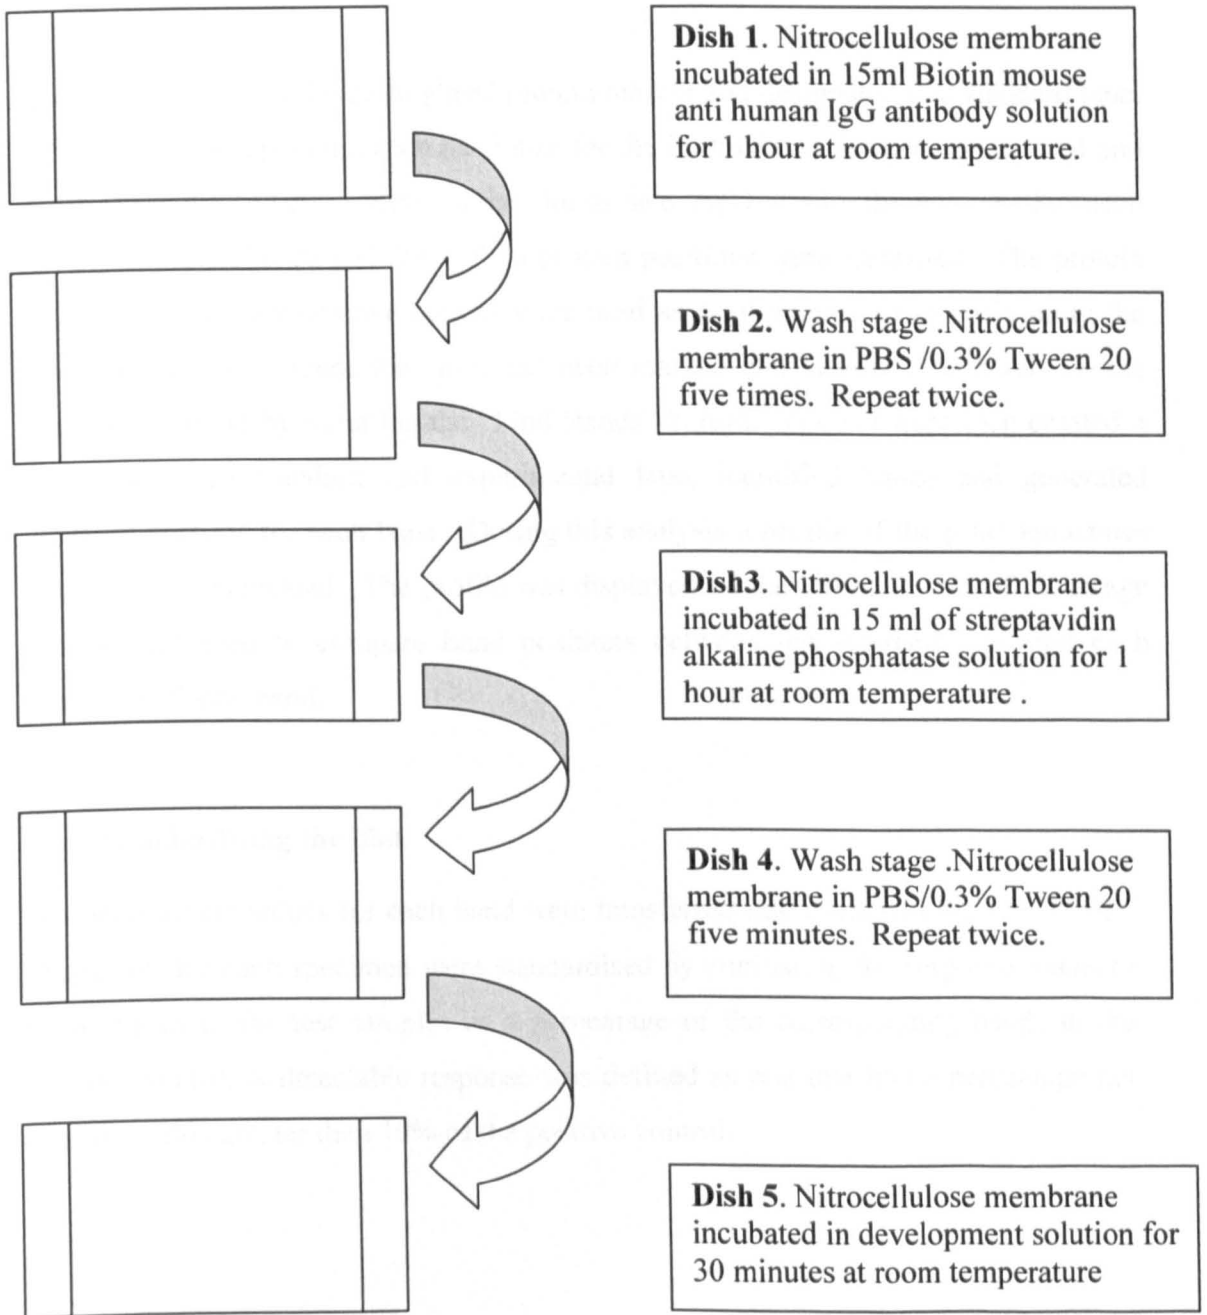 Dish 1. Nitrocellulose membrane
incubated in 15ml Biotin mouse
anti human IgG antibody solution
for 1 hour at room temperature.
Dish 2. Wash stage .Nitrocellulose
membrane in PBS /0.3% Tween 20
five times. Repeat twice.
Dish3. Nitrocellulose membrane
incubated in 15 ml of streptavidin
alkaline phosphatase solution for 1
hour at room temperature .
Dish 4. Wash stage .Nitrocellulose
membrane in PBS/0.3% Tween 20
five minutes. Repeat twice.
Dish 5. Nitrocellulose membrane
incubated in development solution for
30 minutes at room temperature